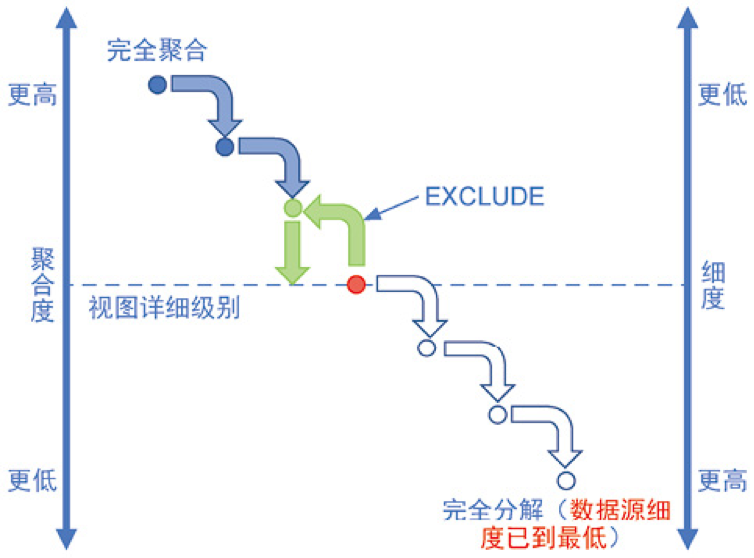 完全聚合
更高
更低
EXCLUDE
聚合度
细度
视图详细级别
更低
更高
完全分解（数据源细
度已到最低）